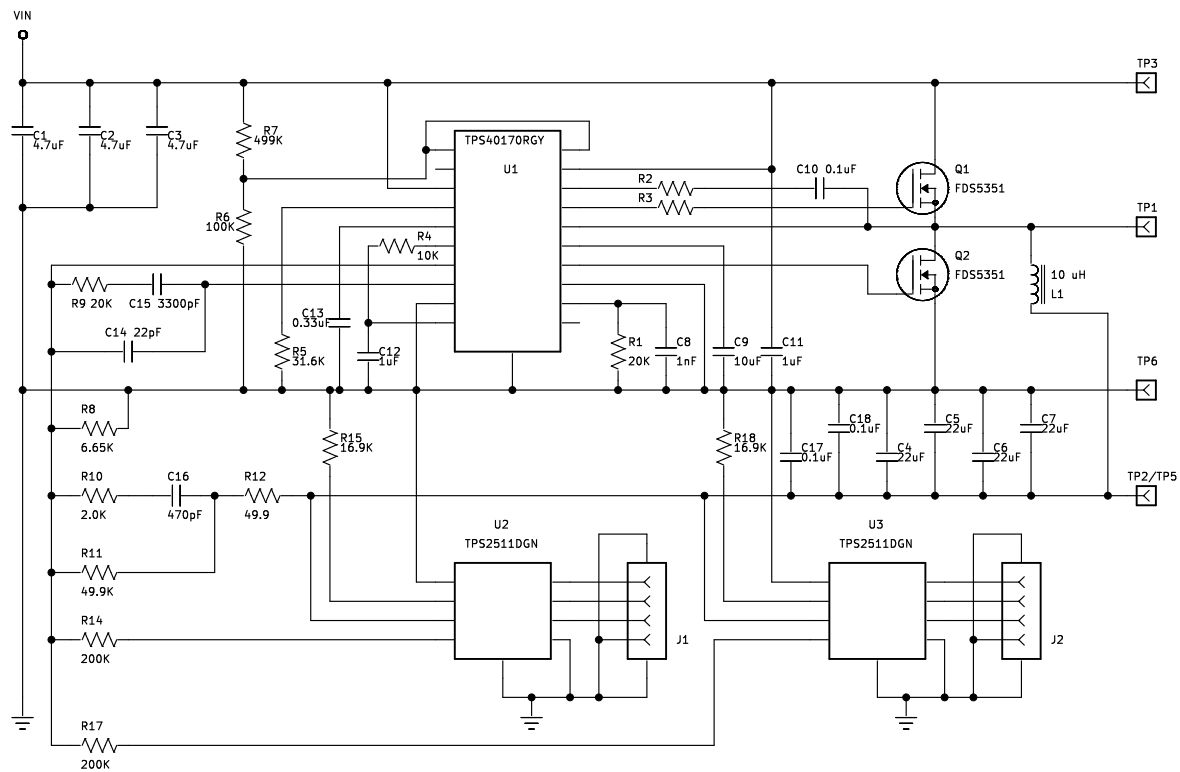 VIN
TP3
C1
4.7uF
C2
4.7uF
C3
4.7uF
R7
499K
TPS40170RGY
U1
R2
R3
C10 0.1uF
Q1
FDS5351
R6
100K
TP1
R4
10K
Q2
FDS5351
10 uH
L1
R9 20K
C15 3300pF
C13
0.33uF
C14 22pF
R5
31.6K
C12
1uF
R1
20K
C8
1nF
C9
10uF
C11
1uF
TP6
R8
6.65K
R15
16.9K
R18
16.9K
C17
0.1uF
C18
0.1uF
C4
22uF
C5
22uF
C6
22uF
C7
22uF
R10
2.0K
C16
470pF
R12
49.9
TP2/TP5
U2
TPS2511DGN
U3
TPS2511DGN
R11
49.9K
R14
200K
J1
J2
R17
200K